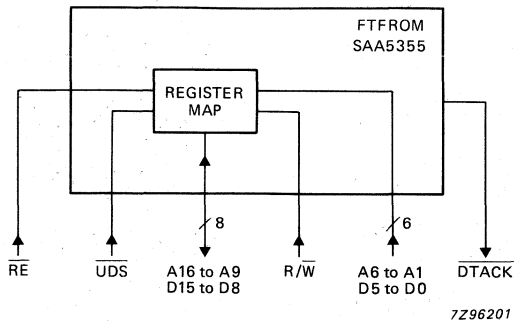 FTFROM
SAA5355
REGISTER
MAP
8
6
RE
UDS
A16 to A9
D15 to D8
R/W
A6 to A1
D5 to D0
DTACK
7Z96201